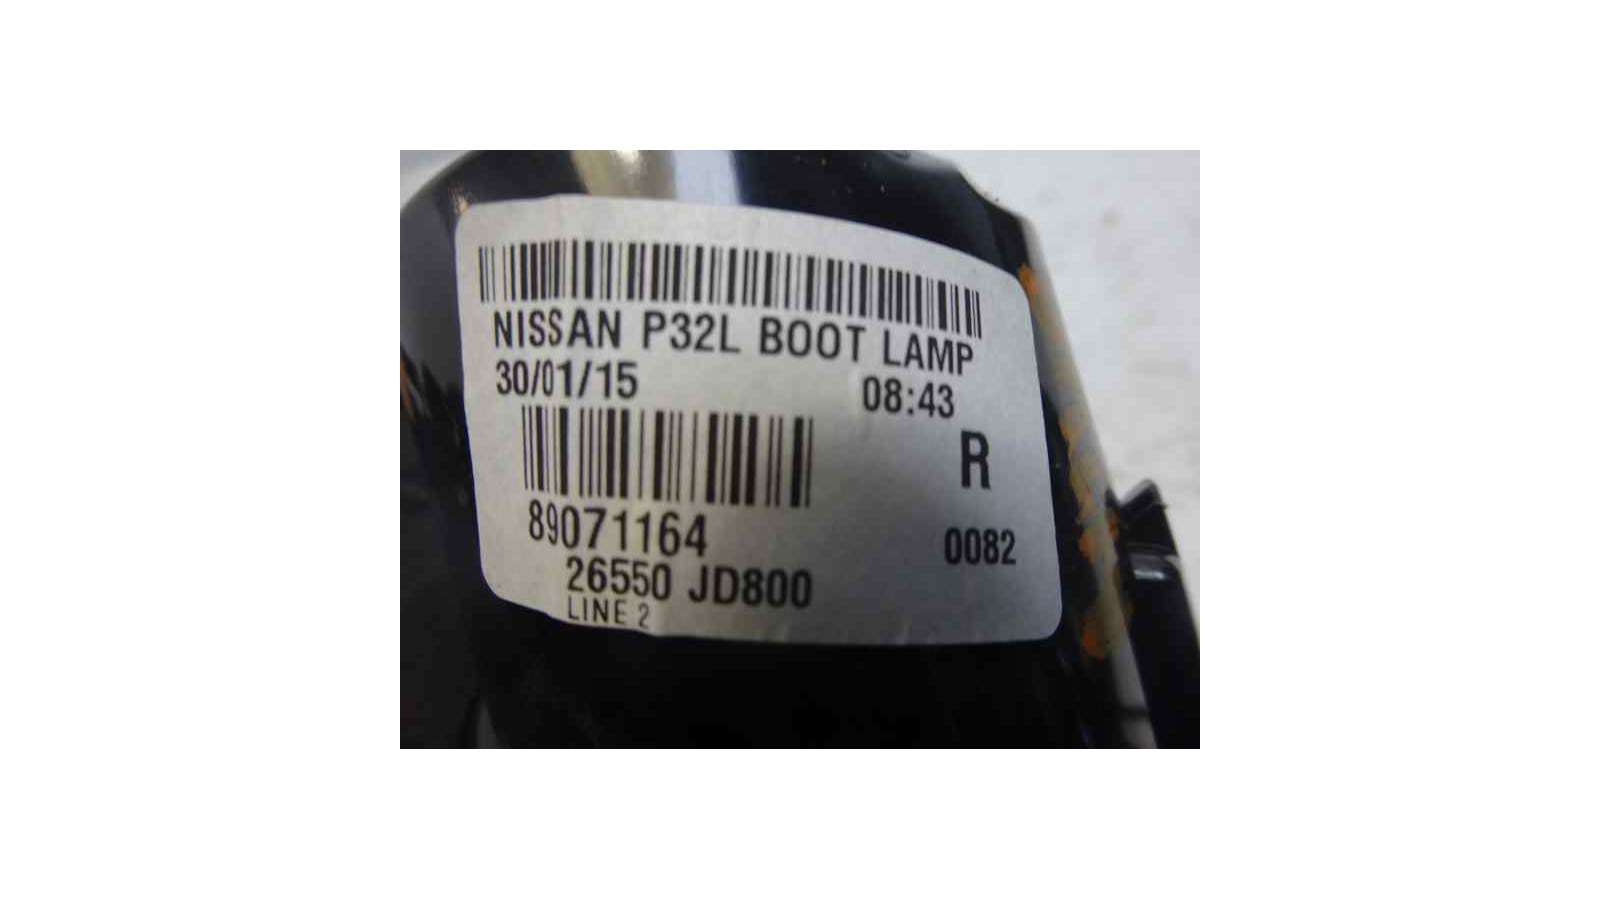 NISSAN P32L BOOT LAMP
30/01/15 08:43
R
89071164
0082
26550 JD800
LINE 2